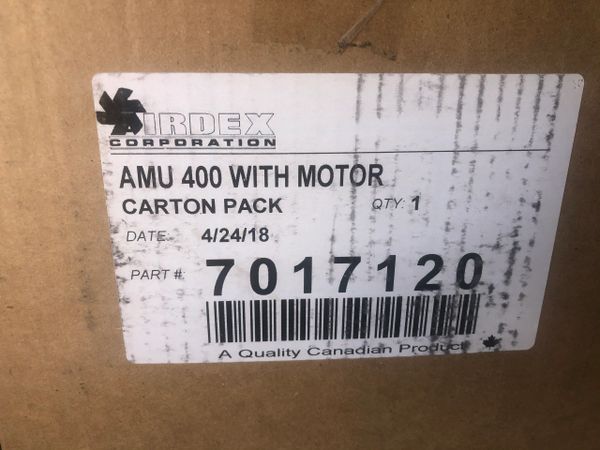 AIRDEX
CORPORATION
AMU 400 WITH MOTOR
CARTON PACK QTY: 1
DATE: 4/24/18
PART #: 7017120
A Quality Canadian Product